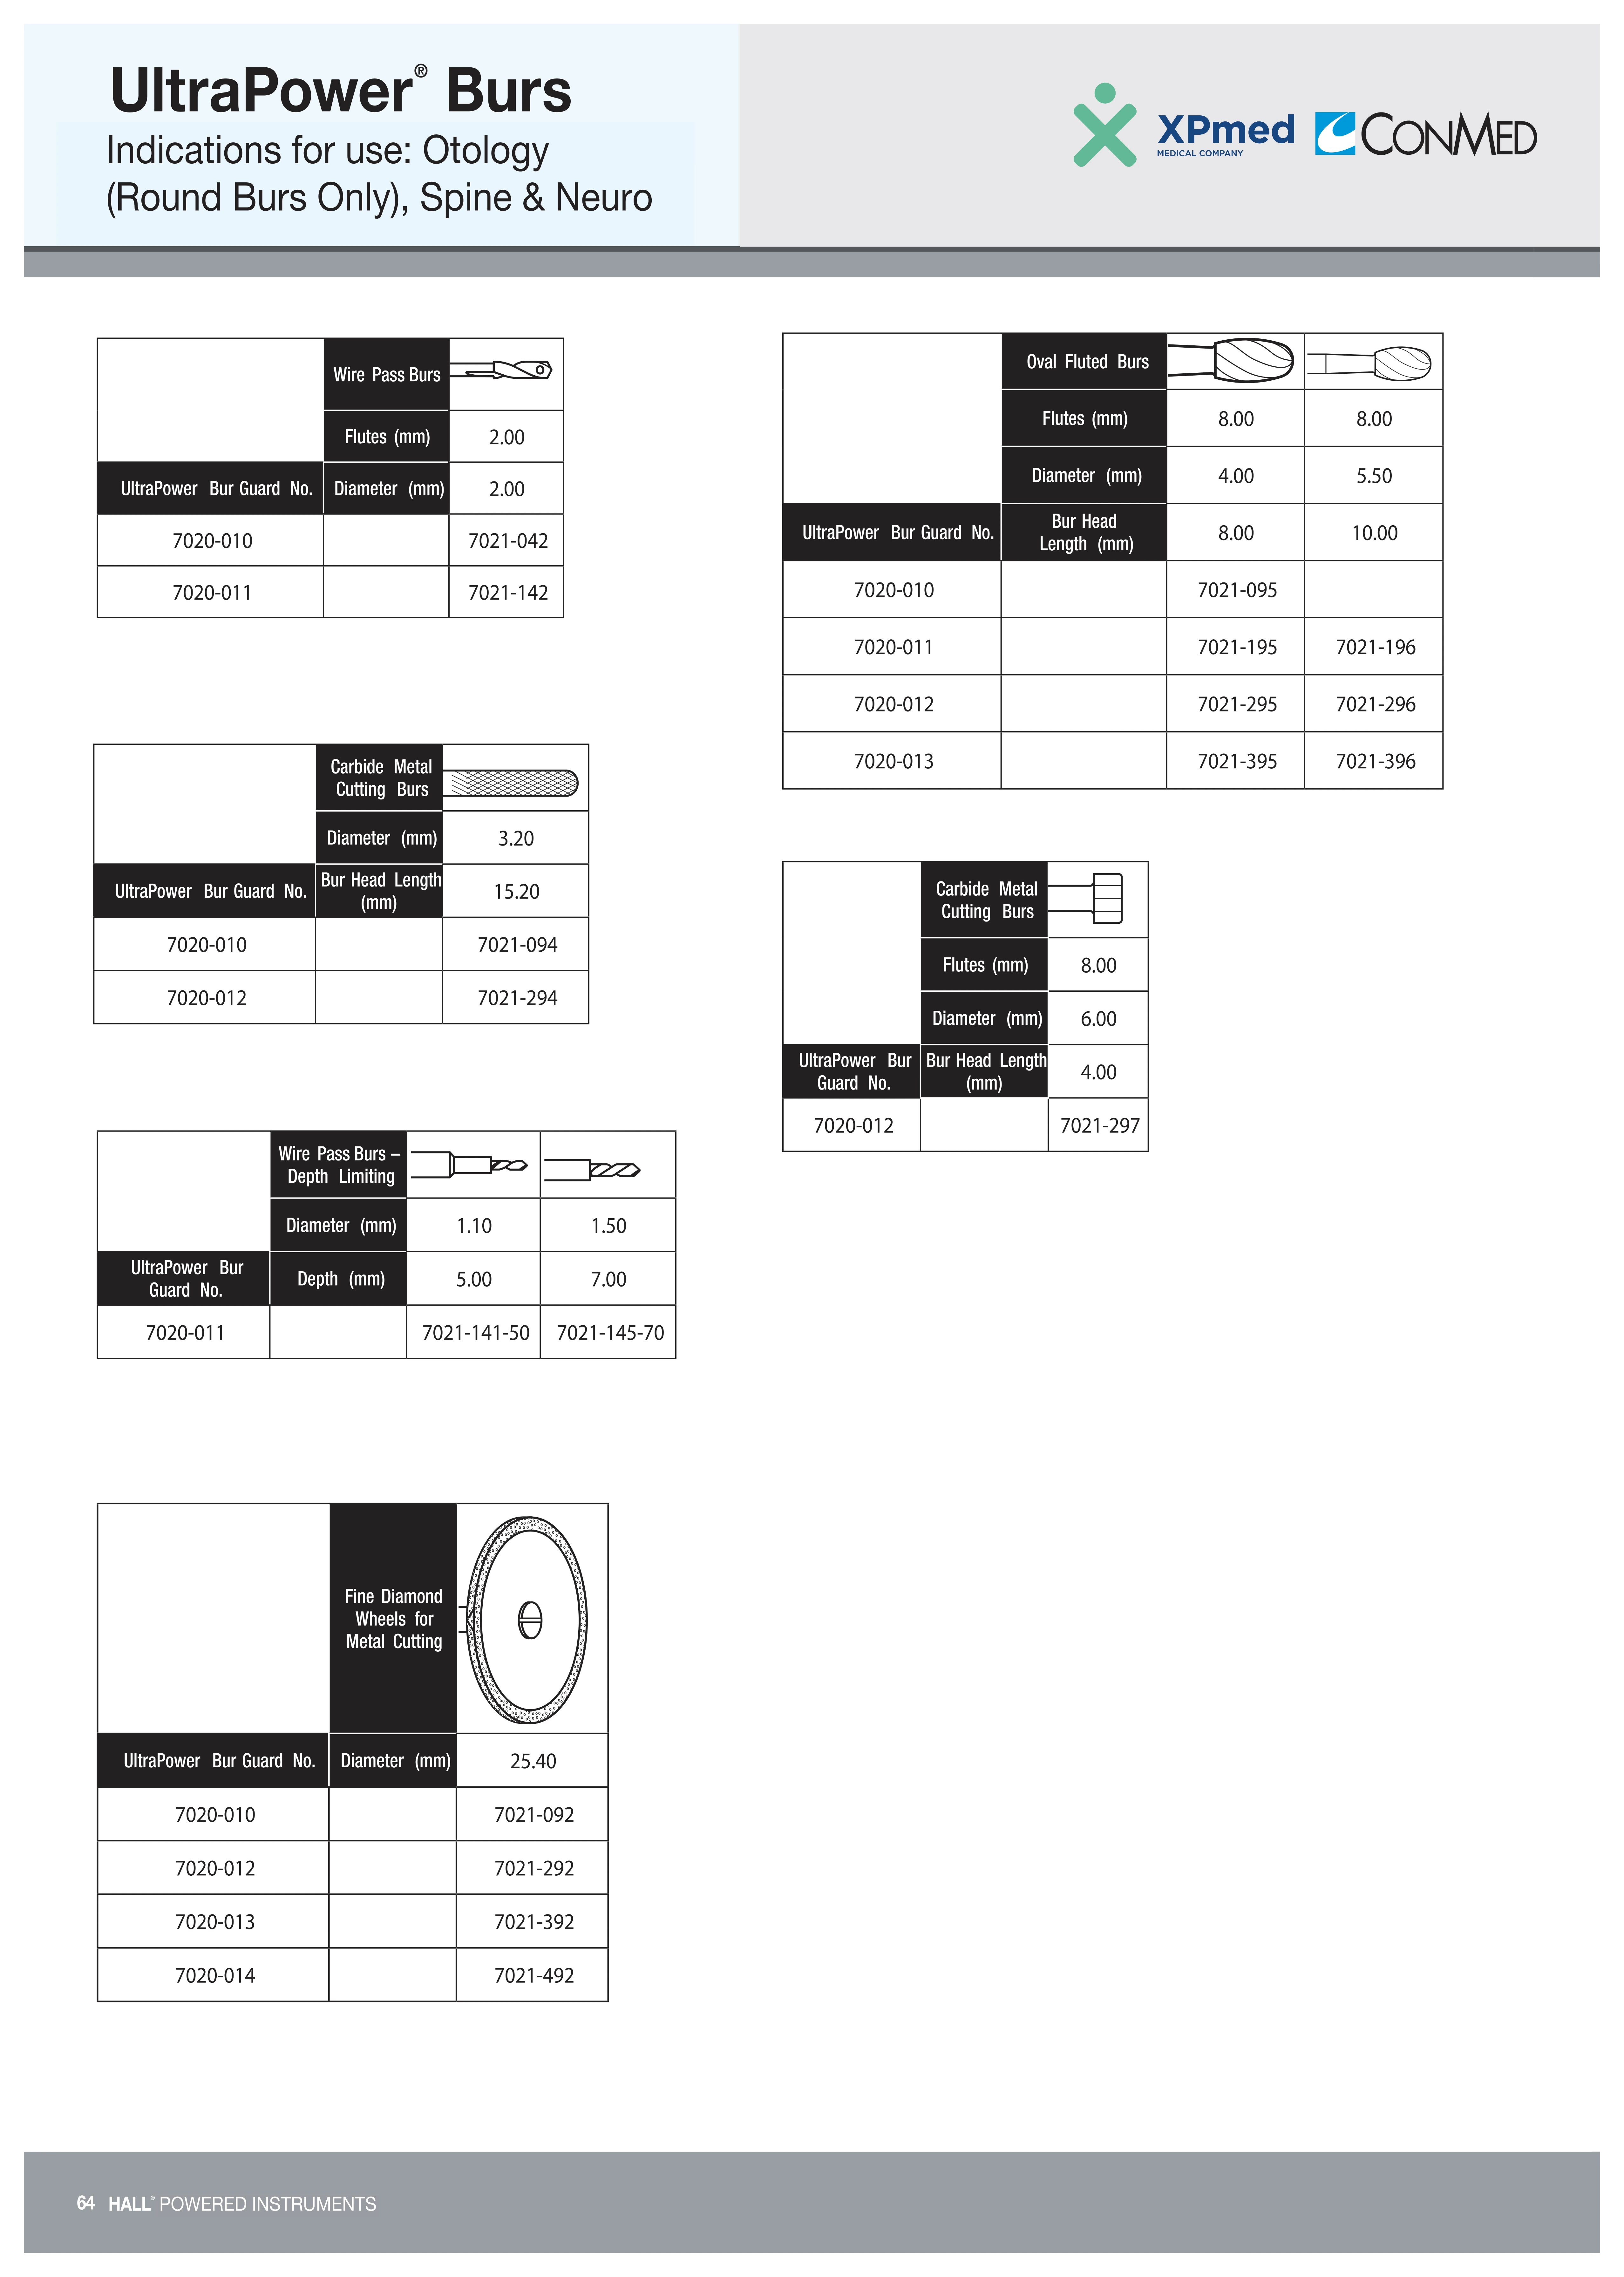 UltraPower® Burs
Indications for use: Otology
(Round Burs Only), Spine & Neuro
XPmed
MEDICAL COMPANY
CONMED
Wire Pass Burs
Flutes (mm) 2.00
UltraPower Bur Guard No. Diameter (mm) 2.00
7020-010 7021-042
7020-011 7021-142
Carbide Metal
Cutting Burs
Diameter (mm) 3.20
UltraPower Bur Guard No. Bur Head Length
(mm) 15.20
7020-010 7021-094
7020-012 7021-294
Wire Pass Burs –
Depth Limiting
Diameter (mm) 1.10 1.50
UltraPower Bur
Guard No. Depth (mm) 5.00 7.00
7020-011 7021-141-50 7021-145-70
Fine Diamond
Wheels for
Metal Cutting
UltraPower Bur Guard No. Diameter (mm) 25.40
7020-010 7021-092
7020-012 7021-292
7020-013 7021-392
7020-014 7021-492
Oval Fluted Burs
Flutes (mm) 8.00 8.00
Diameter (mm) 4.00 5.50
UltraPower Bur Guard No. Bur Head
Length (mm) 8.00 10.00
7020-010 7021-095
7020-011 7021-195 7021-196
7020-012 7021-295 7021-296
7020-013 7021-395 7021-396
Carbide Metal
Cutting Burs
Flutes (mm) 8.00
Diameter (mm) 6.00
UltraPower Bur
Guard No. Bur Head Length
(mm) 4.00
7020-012 7021-297
64 HALL® POWERED INSTRUMENTS